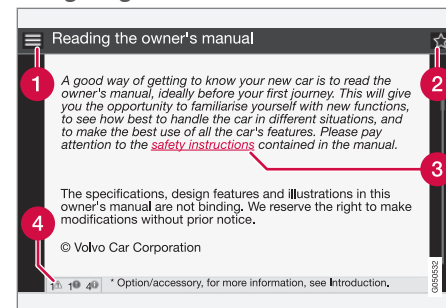 Reading the owner's manual
1
2
A good way of getting to know your new car is to read the
owner's manual, ideally before your first journey. This will give
you the opportunity to familiarise yourself with new functions,
to see how best to handle the car in different situations, and
to make the best use of all the car's features. Please pay
attention to the safety instructions contained in the manual.
3
The specifications, design features and illustrations in this
owner's manual are not binding. We reserve the right to make
modifications without prior notice.
© Volvo Car Corporation
4
1 1 4 * Option/accessory, for more information, see Introduction.
G050532